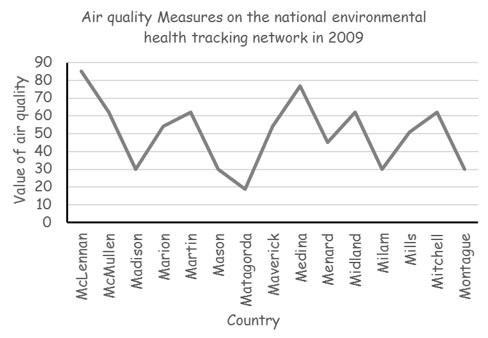 Air quality Measures on the national environmental
health tracking network in 2009
Value of air quality
90
80
70
60
50
40
30
20
10
0
McLennan
McMullen
Madison
Marion
Martin
Mason
Matagorda
Maverick
Medina
Menard
Midland
Milam
Mills
Mitchell
Montague
Country